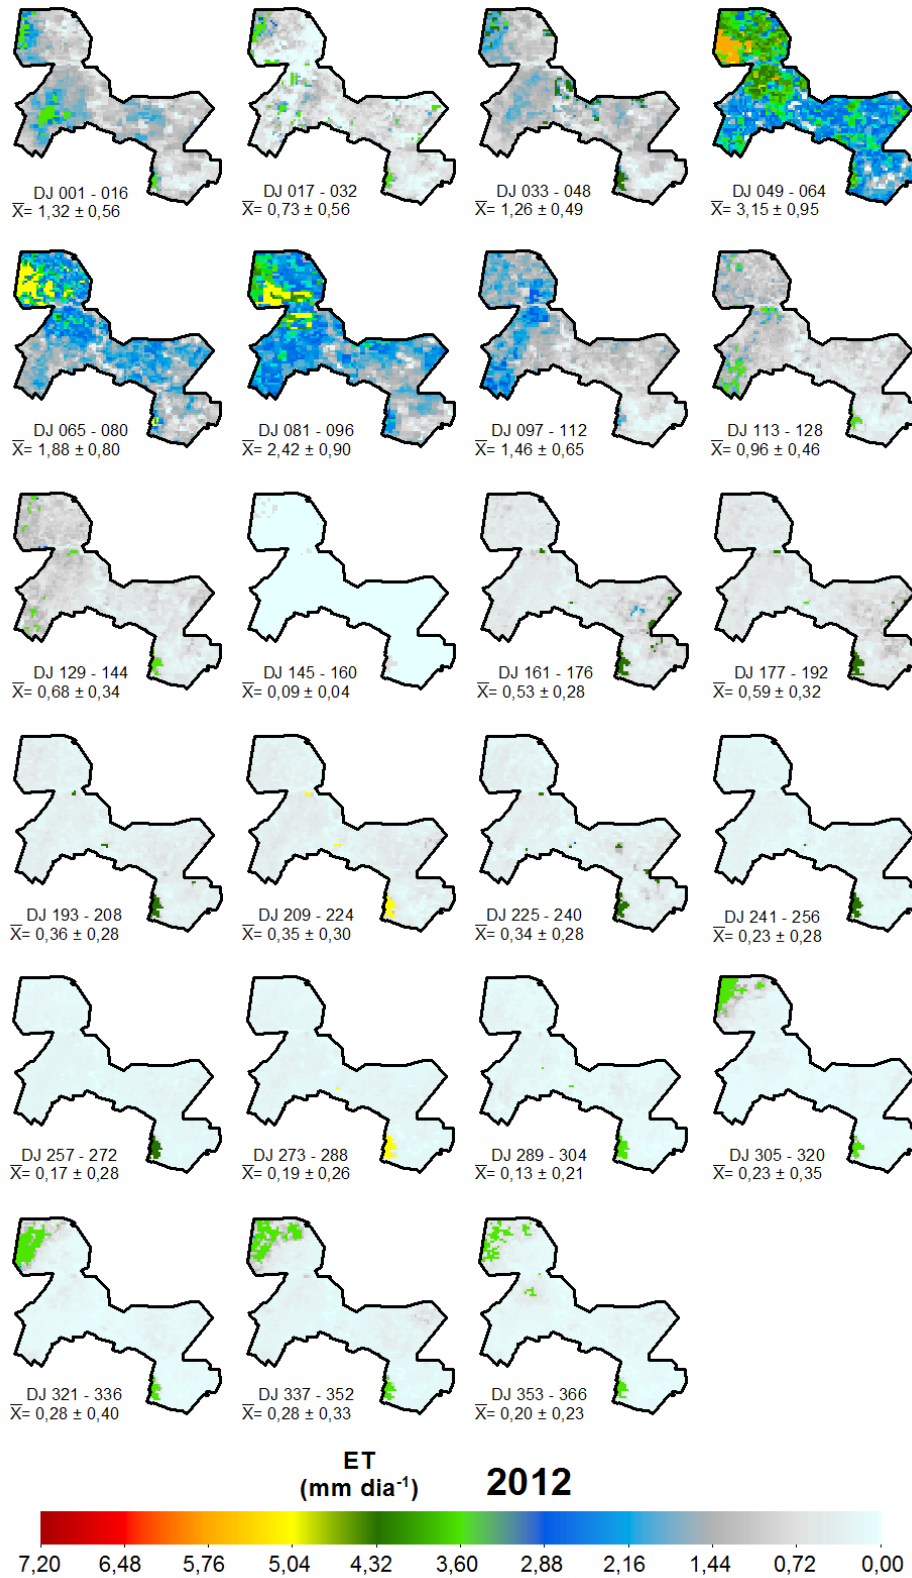 DJ 001 - 016
X= 1,32 ± 0,56
DJ 017 - 032
X= 0,73 ± 0,56
DJ 033 - 048
X= 1,26 ± 0,49
DJ 049 - 064
X= 3,15 ± 0,95
DJ 065 - 080
X= 1,88 ± 0,80
DJ 081 - 096
X= 2,42 ± 0,90
DJ 097 - 112
X= 1,46 ± 0,65
DJ 113 - 128
X= 0,96 ± 0,46
DJ 129 - 144
X= 0,68 ± 0,34
DJ 145 - 160
X= 0,09 ± 0,04
DJ 161 - 176
X= 0,53 ± 0,28
DJ 177 - 192
X= 0,59 ± 0,32
DJ 193 - 208
X= 0,36 ± 0,28
DJ 209 - 224
X= 0,35 ± 0,30
DJ 225 - 240
X= 0,34 ± 0,28
DJ 241 - 256
X= 0,23 ± 0,28
DJ 257 - 272
X= 0,17 ± 0,28
DJ 273 - 288
X= 0,19 ± 0,26
DJ 289 - 304
X= 0,13 ± 0,21
DJ 305 - 320
X= 0,23 ± 0,35
DJ 321 - 336
X= 0,28 ± 0,40
DJ 337 - 352
X= 0,28 ± 0,33
DJ 353 - 366
X= 0,20 ± 0,23
ET
(mm dia⁻¹)
2012
7,20 6,48 5,76 5,04 4,32 3,60 2,88 2,16 1,44 0,72 0,00